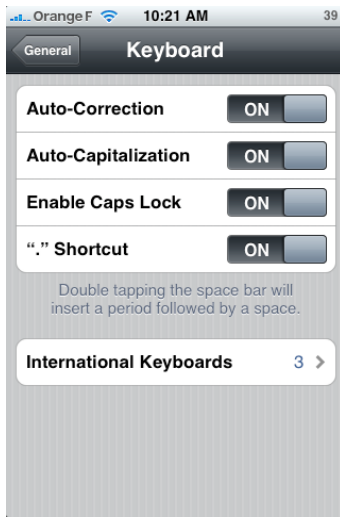 Orange F 10:21 AM 39
General Keyboard
Auto-Correction ON
Auto-Capitalization ON
Enable Caps Lock ON
“.” Shortcut ON
Double tapping the space bar will
insert a period followed by a space.
International Keyboards 3